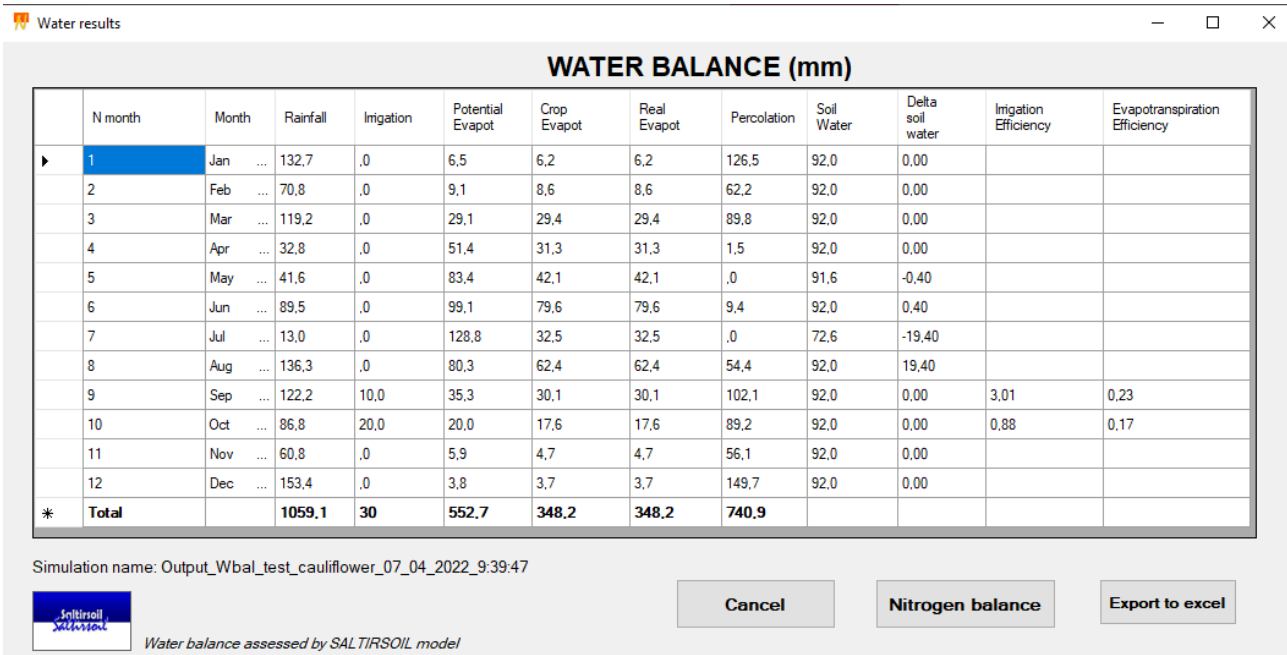 Water results
WATER BALANCE (mm)
N month Month Rainfall Irrigation Potential Evapot Crop Evapot Real Evapot Percolation Soil Water Delta soil water Irrigation Efficiency Evapotranspiration Efficiency
1 Jan ... 132,7 ,0 6,5 6,2 6,2 126,5 92,0 0,00
2 Feb ... 70,8 ,0 9,1 8,6 8,6 62,2 92,0 0,00
3 Mar ... 119,2 ,0 29,1 29,4 29,4 89,8 92,0 0,00
4 Apr ... 32,8 ,0 51,4 31,3 31,3 1,5 92,0 0,00
5 May ... 41,6 ,0 83,4 42,1 42,1 ,0 91,6 -0,40
6 Jun ... 89,5 ,0 99,1 79,6 79,6 9,4 92,0 0,40
7 Jul ... 13,0 ,0 128,8 32,5 32,5 ,0 72,6 -19,40
8 Aug ... 136,3 ,0 80,3 62,4 62,4 54,4 92,0 19,40
9 Sep ... 122,2 10,0 35,3 30,1 30,1 102,1 92,0 0,00 3,01 0,23
10 Oct ... 86,8 20,0 20,0 17,6 17,6 89,2 92,0 0,00 0,88 0,17
11 Nov ... 60,8 ,0 5,9 4,7 4,7 56,1 92,0 0,00
12 Dec ... 153,4 ,0 3,8 3,7 3,7 149,7 92,0 0,00
Total 1059,1 30 552,7 348,2 348,2 740,9
Simulation name: Output_Wbal_test_cauliflower_07_04_2022_9:39:47
Cancel
Nitrogen balance
Export to excel
Saltirsoil
Saltirsoil
Water balance assessed by SALTIRSOIL model